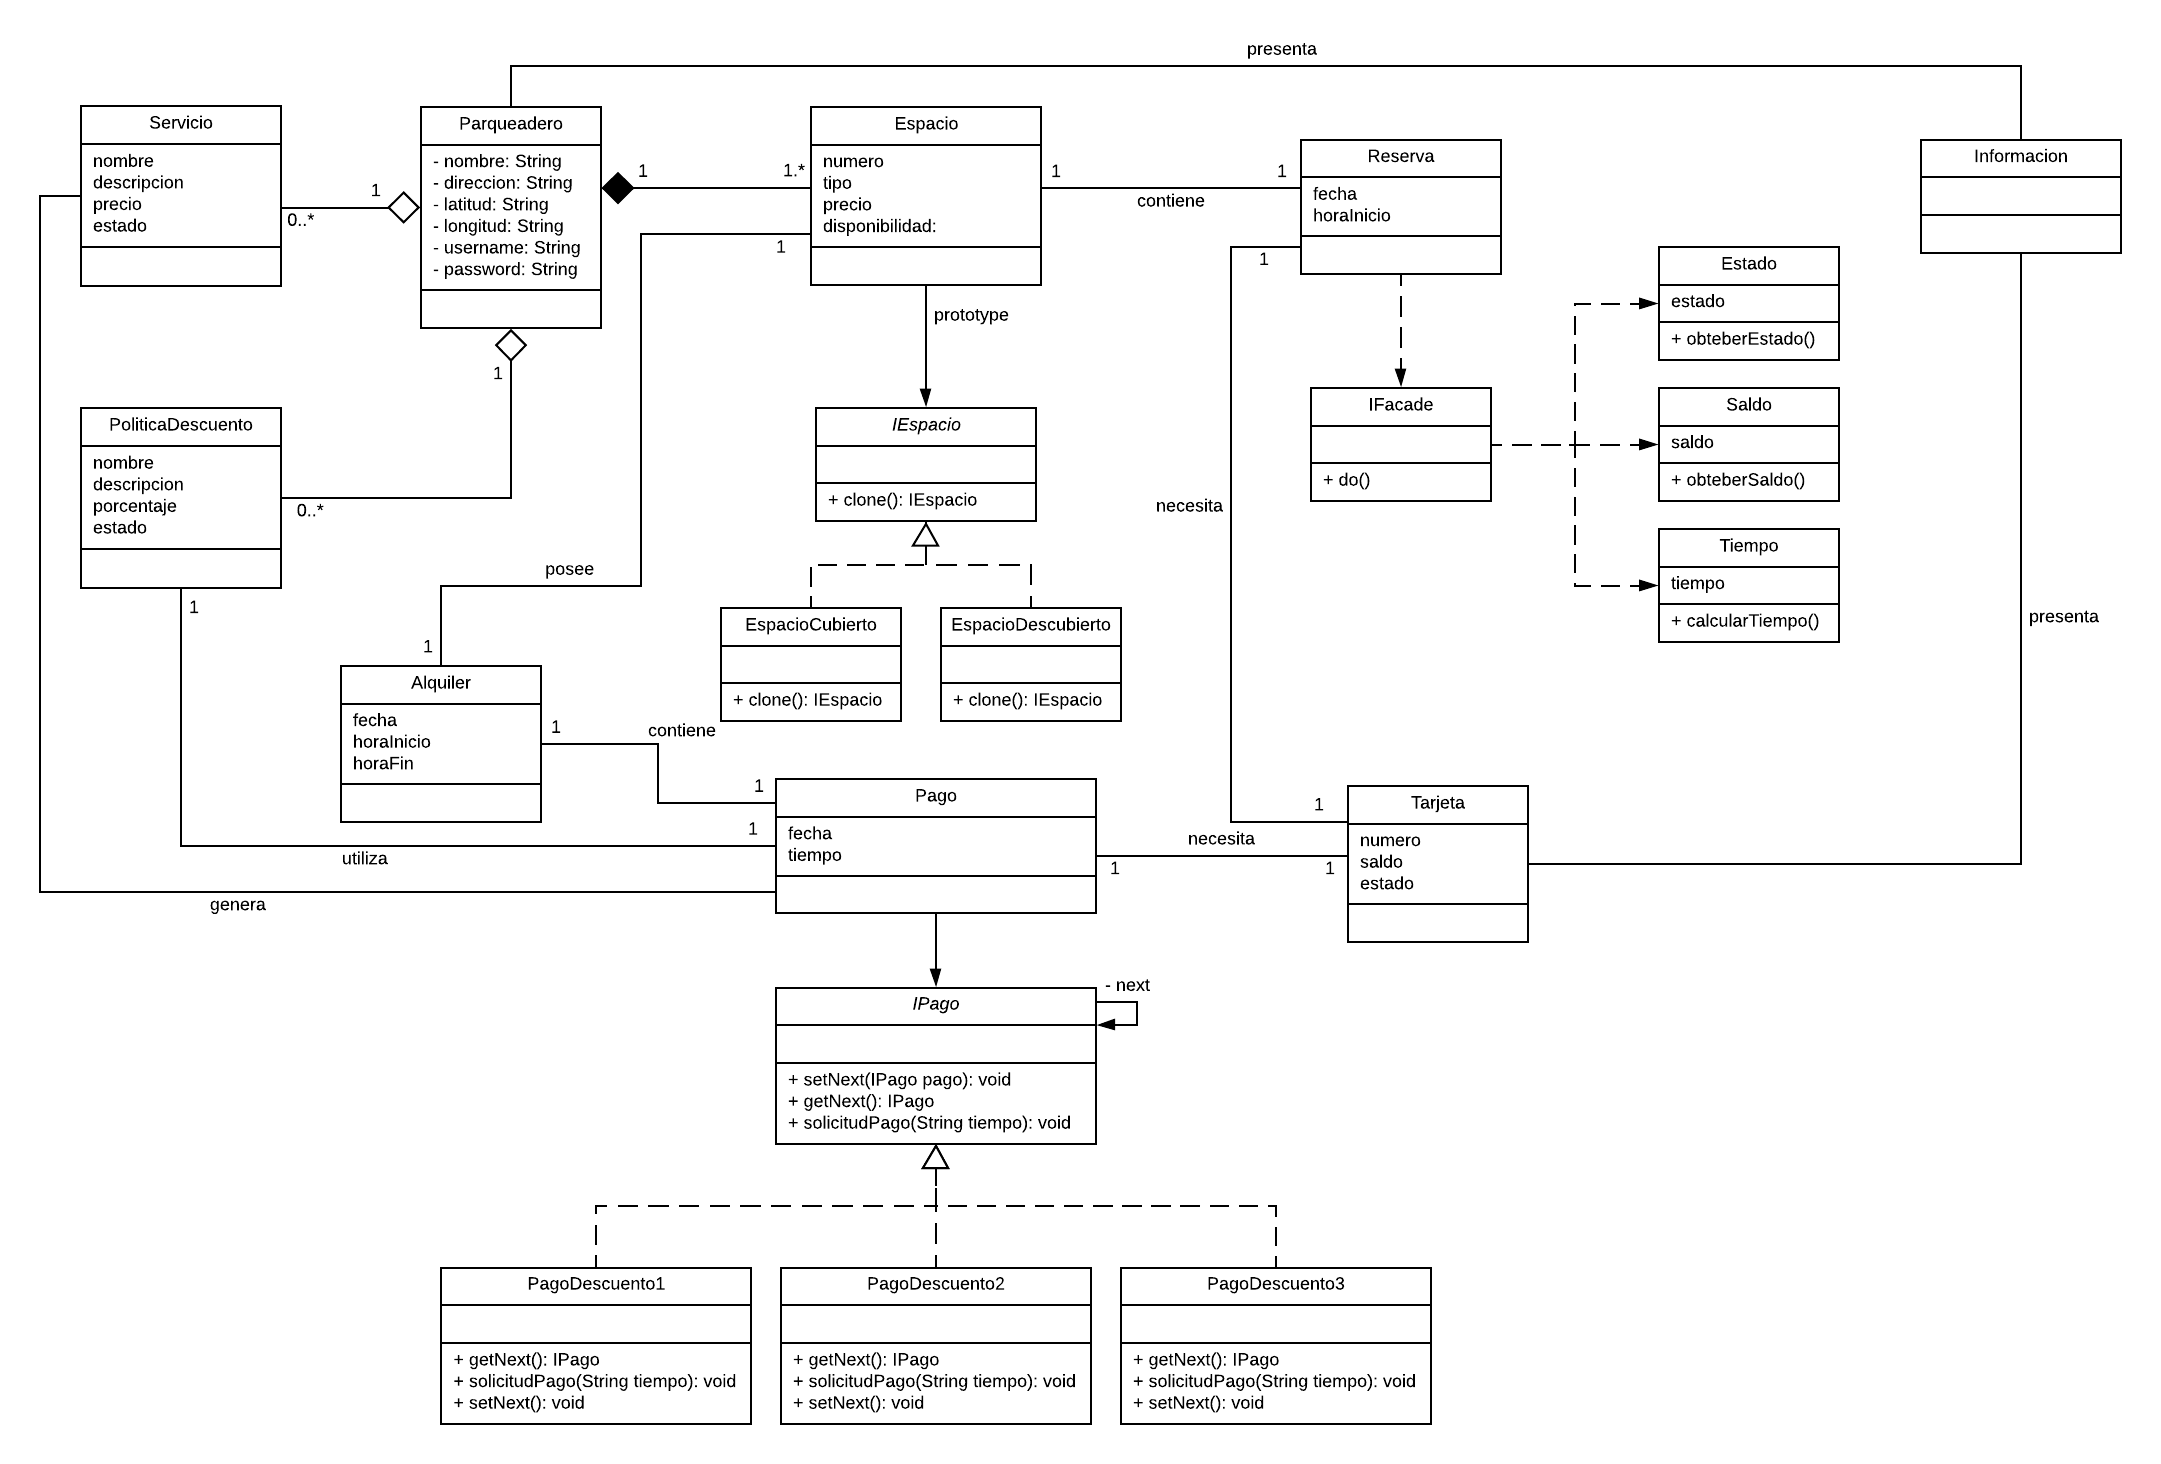 presenta
Servicio
nombre
descripcion
precio
estado
1
0..*
Parqueadero
- nombre: String
- direccion: String
- latitud: String
- longitud: String
- username: String
- password: String
1
1..*
1
Espacio
numero
tipo
precio
disponibilidad:
1
1
contiene
Reserva
fecha
horaInicio
1
Informacion
prototype
Estado
estado
+ obteberEstado()
1
PoliticaDescuento
nombre
descripcion
porcentaje
estado
0..*
1
IEspacio
+ clone(): IEspacio
IFacade
+ do()
Saldo
saldo
+ obteberSaldo()
necesita
Tiempo
tiempo
+ calcularTiempo()
posee
1
EspacioCubierto
+ clone(): IEspacio
EspacioDescubierto
+ clone(): IEspacio
presenta
Alquiler
fecha
horaInicio
horaFin
1
contiene
1
1
utiliza
genera
Pago
fecha
tiempo
necesita
1
1
1
Tarjeta
numero
saldo
estado
- next
IPago
+ setNext(IPago pago): void
+ getNext(): IPago
+ solicitudPago(String tiempo): void
PagoDescuento1
+ getNext(): IPago
+ solicitudPago(String tiempo): void
+ setNext(): void
PagoDescuento2
+ getNext(): IPago
+ solicitudPago(String tiempo): void
+ setNext(): void
PagoDescuento3
+ getNext(): IPago
+ solicitudPago(String tiempo): void
+ setNext(): void